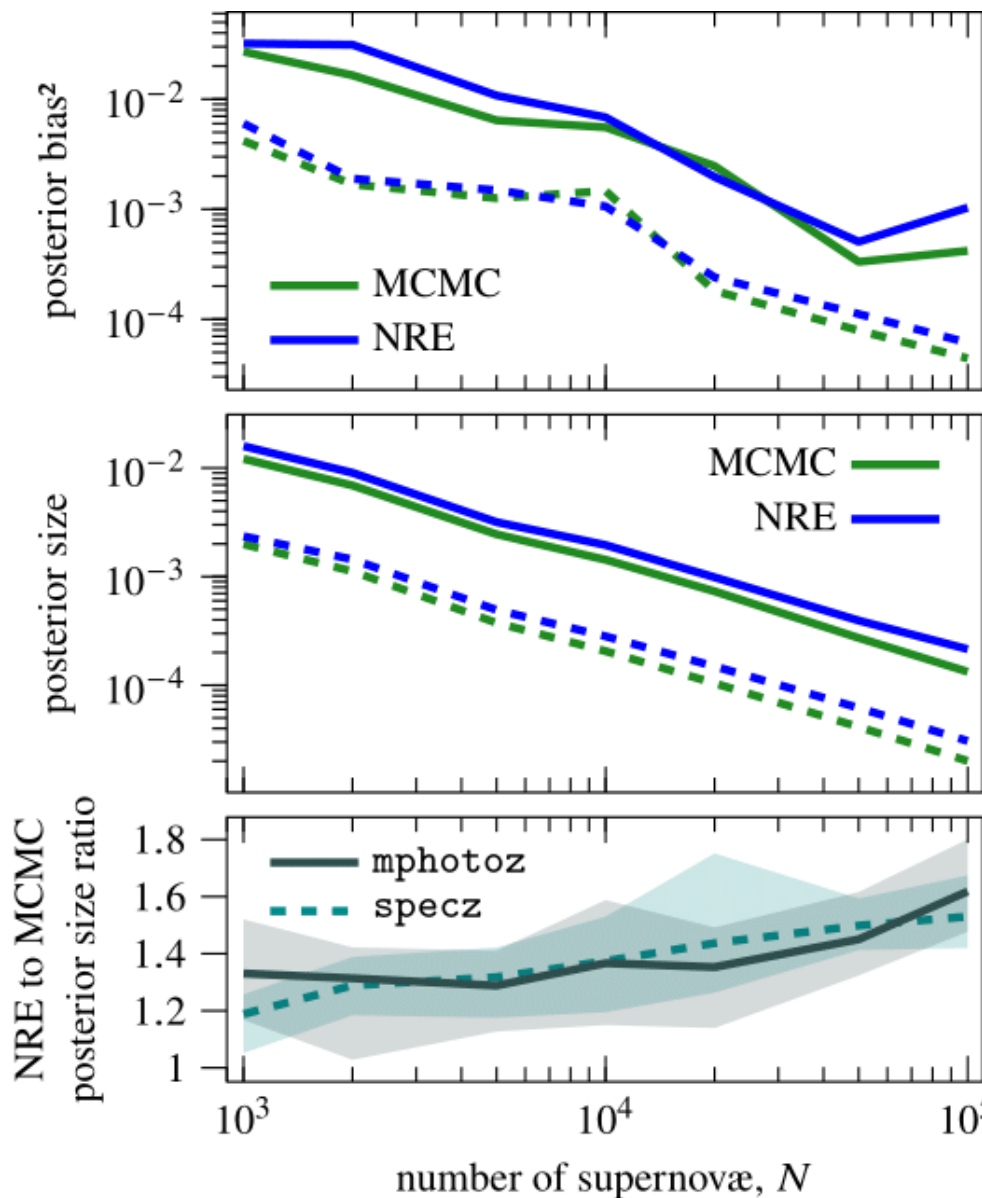 posterior bias²
10⁻²
10⁻³
10⁻⁴
MCMC
NRE
posterior size
10⁻²
10⁻³
10⁻⁴
MCMC
NRE
NRE to MCMC
posterior size ratio
1.8
1.6
1.4
1.2
1
mphotoz
specz
10³ 10⁴
number of supernovæ, N